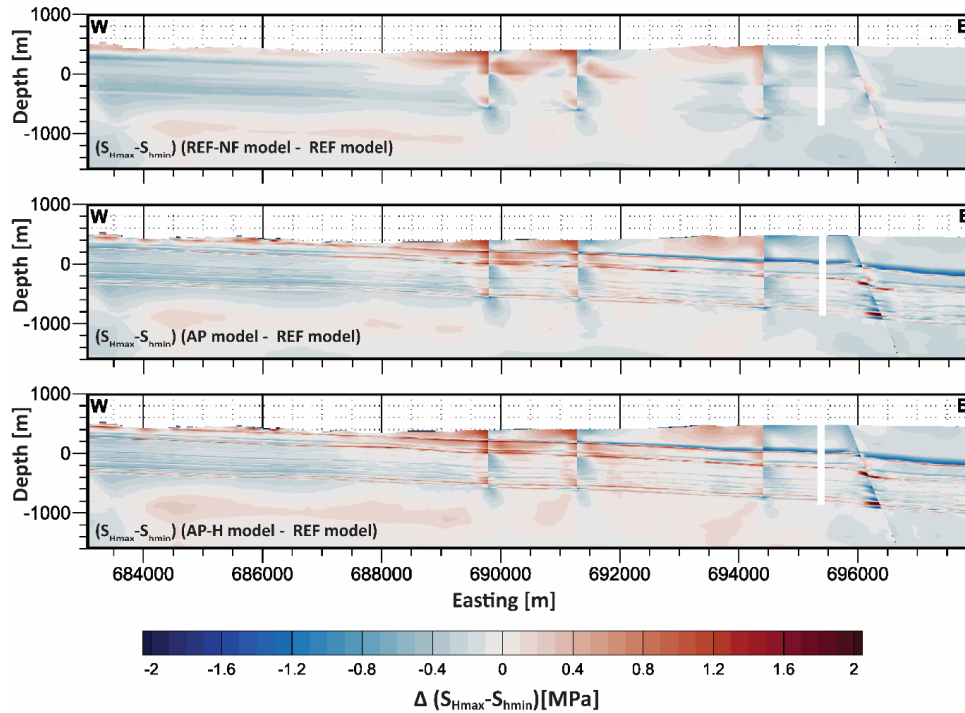 1000
W
E
0
-1000
Depth [m]
(SHmax-Shmin) (REF-NF model - REF model)
1000
W
E
0
-1000
Depth [m]
(SHmax-Shmin) (AP model - REF model)
1000
W
E
0
-1000
Depth [m]
(SHmax-Shmin) (AP-H model - REF model)
684000 686000 688000 690000 692000 694000 696000
Easting [m]
-2 -1.6 -1.2 -0.8 -0.4 0 0.4 0.8 1.2 1.6 2
Δ (SHmax-Shmin)[MPa]